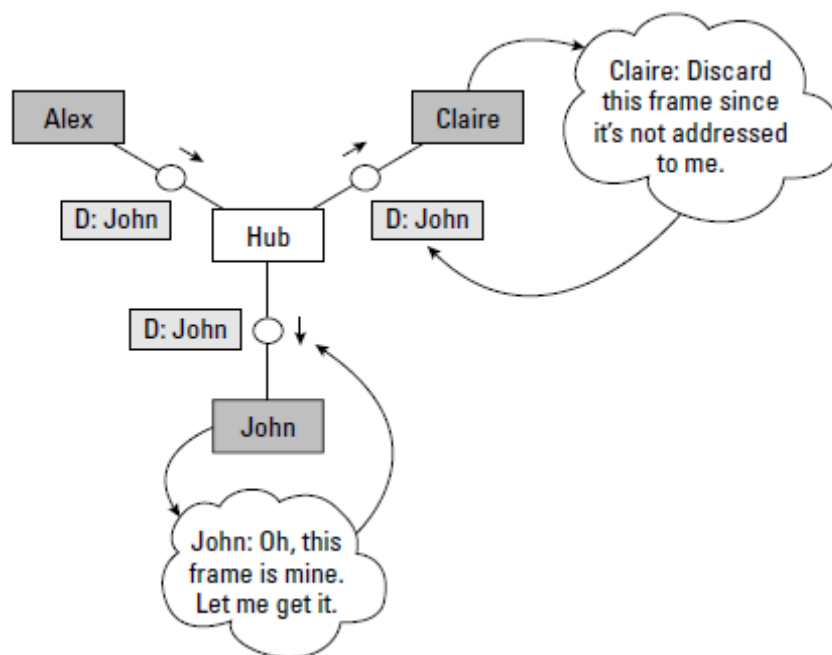 Alex
Claire
Claire: Discard
this frame since
it's not addressed
to me.
D: John
Hub
D: John
D: John
John
John: Oh, this
frame is mine.
Let me get it.